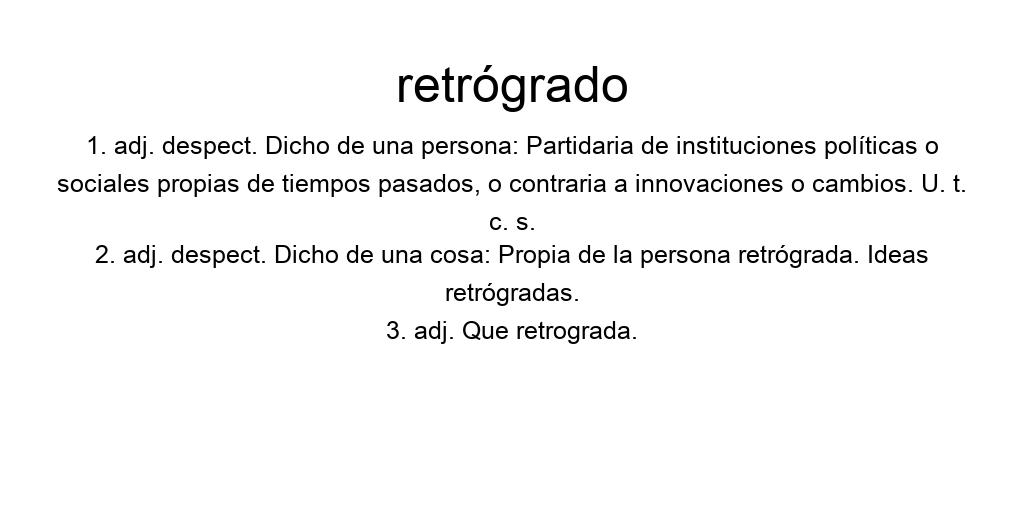 retrógrado
1. adj. despect. Dicho de una persona: Partidaria de instituciones políticas o
sociales propias de tiempos pasados, o contraria a innovaciones o cambios. U. t.
c. s.
2. adj. despect. Dicho de una cosa: Propia de la persona retrógrada. Ideas
retrógradas.
3. adj. Que retrograda.